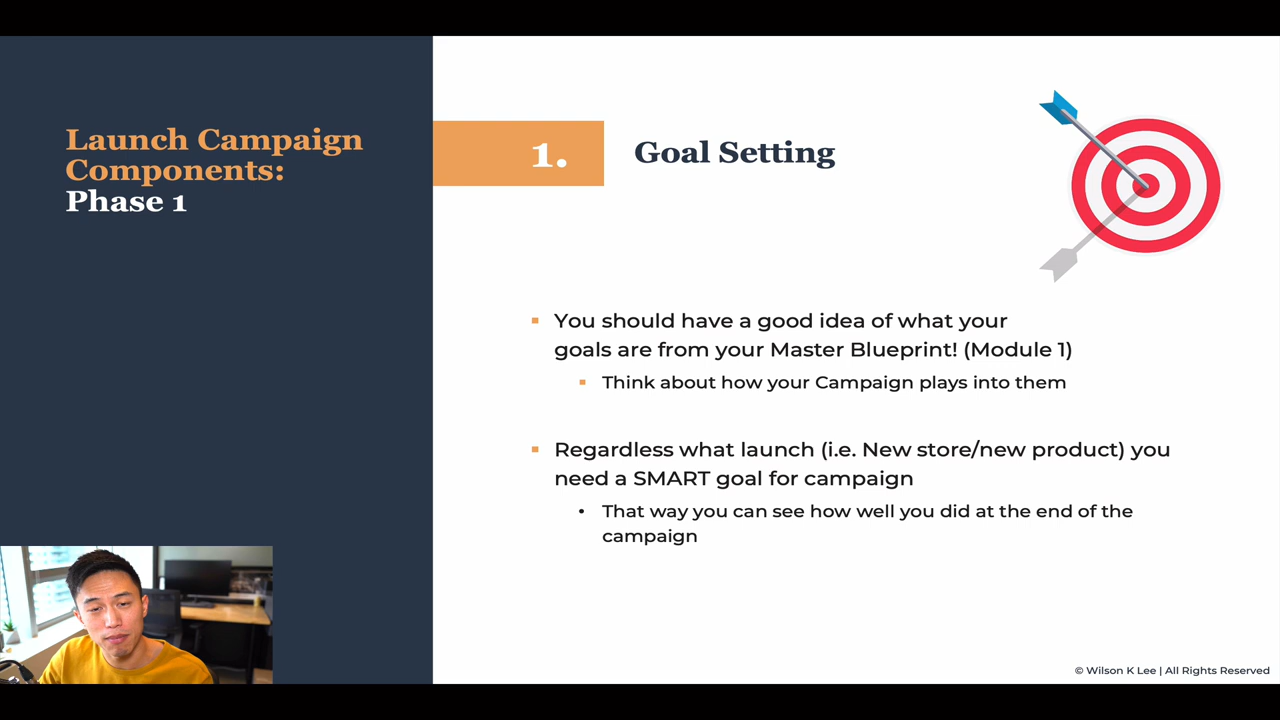 Launch Campaign
Components:
Phase 1
1.
Goal Setting
You should have a good idea of what your
goals are from your Master Blueprint! (Module 1)
Think about how your Campaign plays into them
Regardless what launch (i.e. New store/new product) you
need a SMART goal for campaign
That way you can see how well you did at the end of the
campaign
© Wilson K Lee | All Rights Reserved